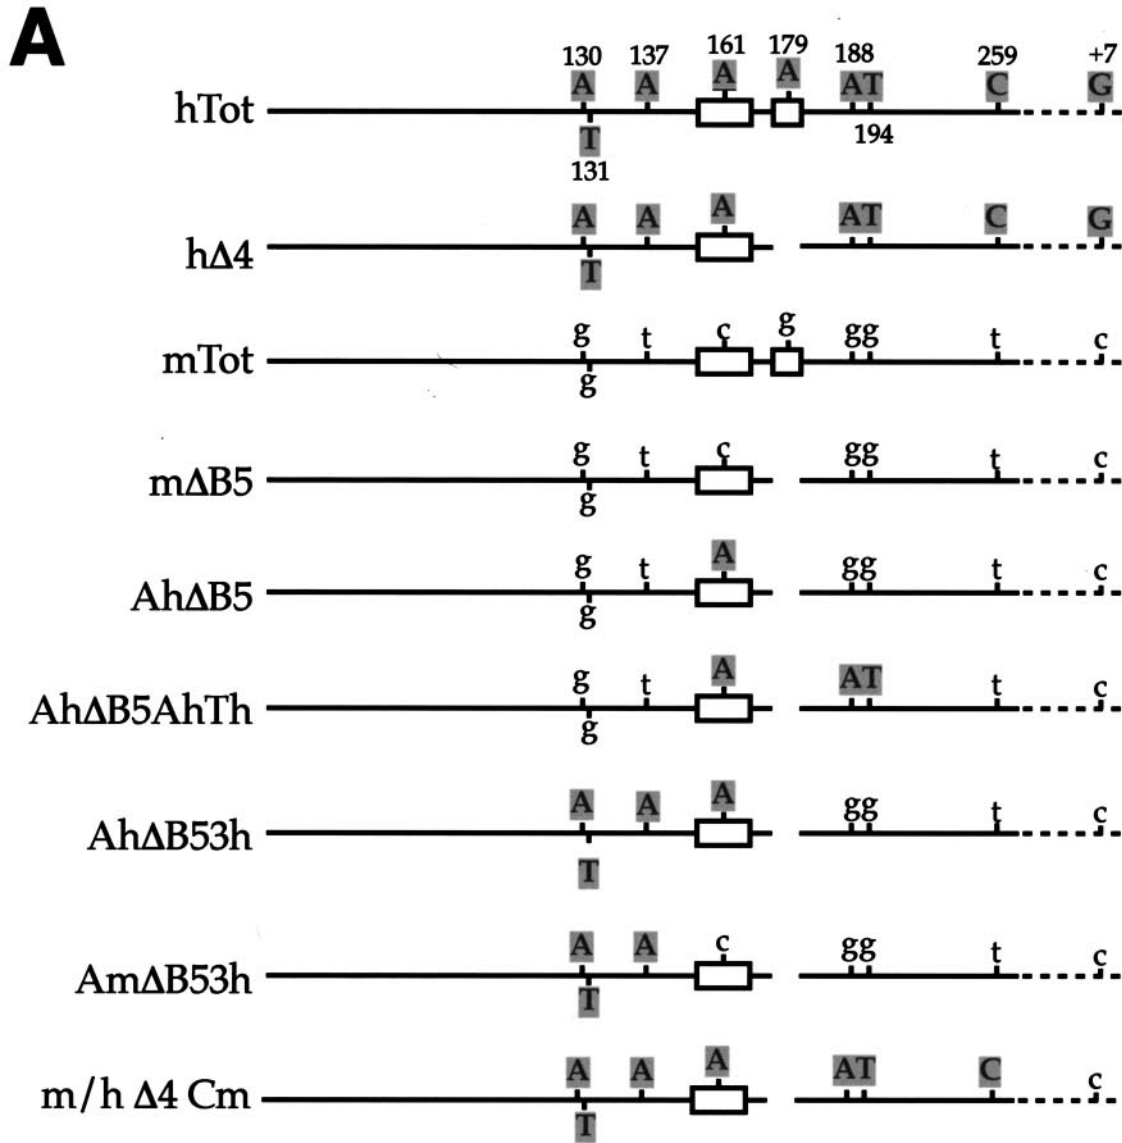 A
130 137 161 179 188 259 +7
A A A A AT C G
hTot
T 194
131
A A A AT C G
hΔ4
T
g t c g gg t c
mTot
g
g t c gg t c
mΔB5
g
g t A gg t c
AhΔB5
g
g t A AT t c
AhΔB5AhTh
g
A A A gg t c
AhΔB53h
T
A A c gg t c
AmΔB53h
T
A A A AT C c
m/h Δ4 Cm
T